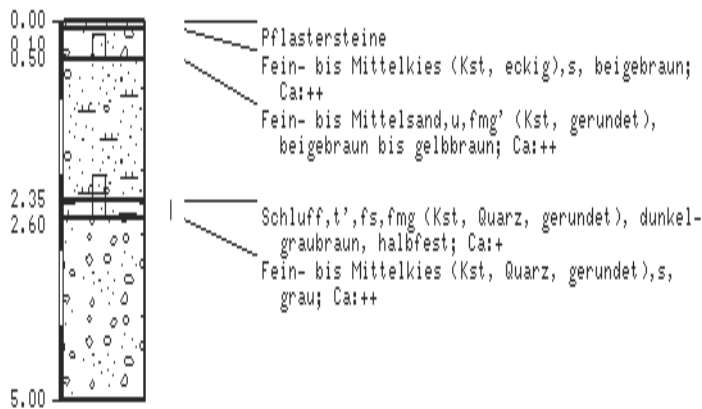 0.00
0.10
0.50
2.35
2.60
5.00
Pflastersteine
Fein- bis Mittelkies (Kst, eckig),s, beigebraun;
Ca:++
Fein- bis Mittelsand,u,fmg' (Kst, gerundet),
beigebraun bis gelbbraun; Ca:++
Schluff,t',fs,fmg (Kst, Quarz, gerundet), dunkel-
graubraun, halbfest; Ca:+
Fein- bis Mittelkies (Kst, Quarz, gerundet),s,
grau; Ca:++